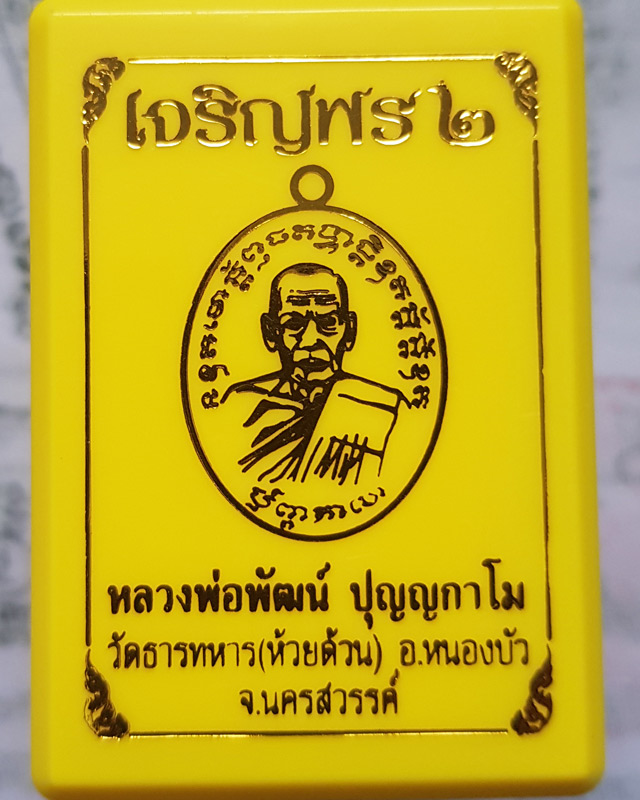 เจริญพร ๒
หลวงพ่อพัฒน์ ปุญญกาโม
วัดธารทหาร(ห้วยด้วน) อ.หนองบัว
จ.นครสวรรค์